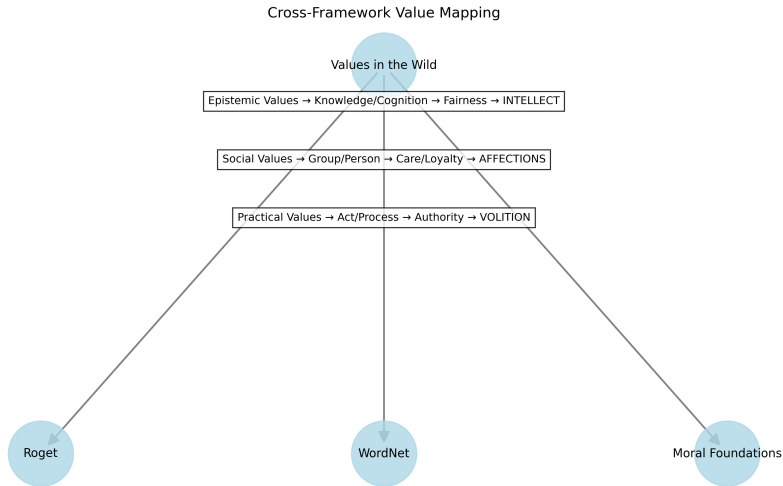 Cross-Framework Value Mapping
Values in the Wild
Epistemic Values → Knowledge/Cognition → Fairness → INTELLECT
Social Values → Group/Person → Care/Loyalty → AFFECTIONS
Practical Values → Act/Process → Authority → VOLITION
Roget
WordNet
Moral Foundations